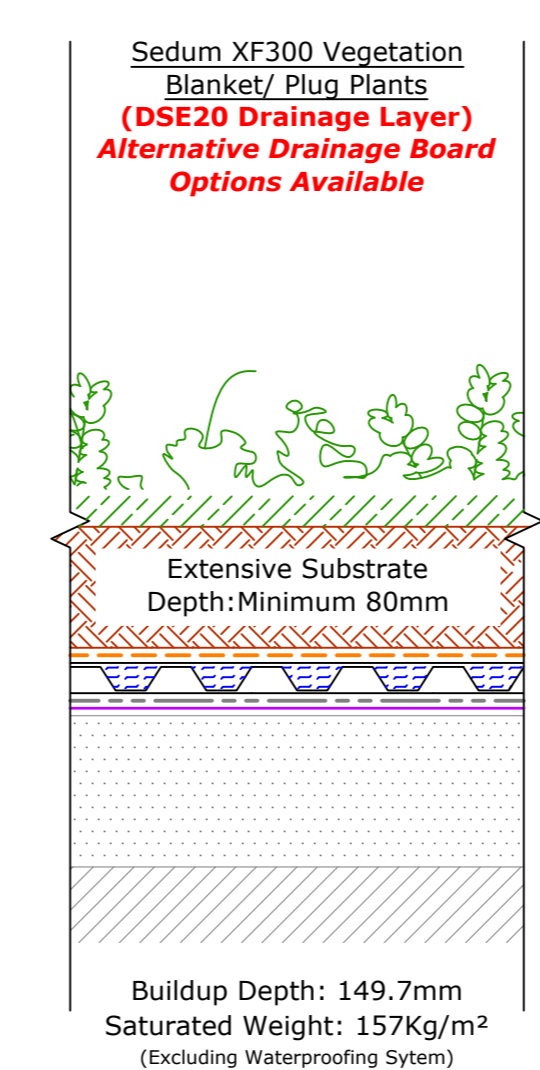 Sedum XF300 Vegetation
Blanket/ Plug Plants
(DSE20 Drainage Layer)
Alternative Drainage Board
Options Available
Extensive Substrate
Depth:Minimum 80mm
Buildup Depth: 149.7mm
Saturated Weight: 157Kg/m²
(Excluding Waterproofing Sytem)